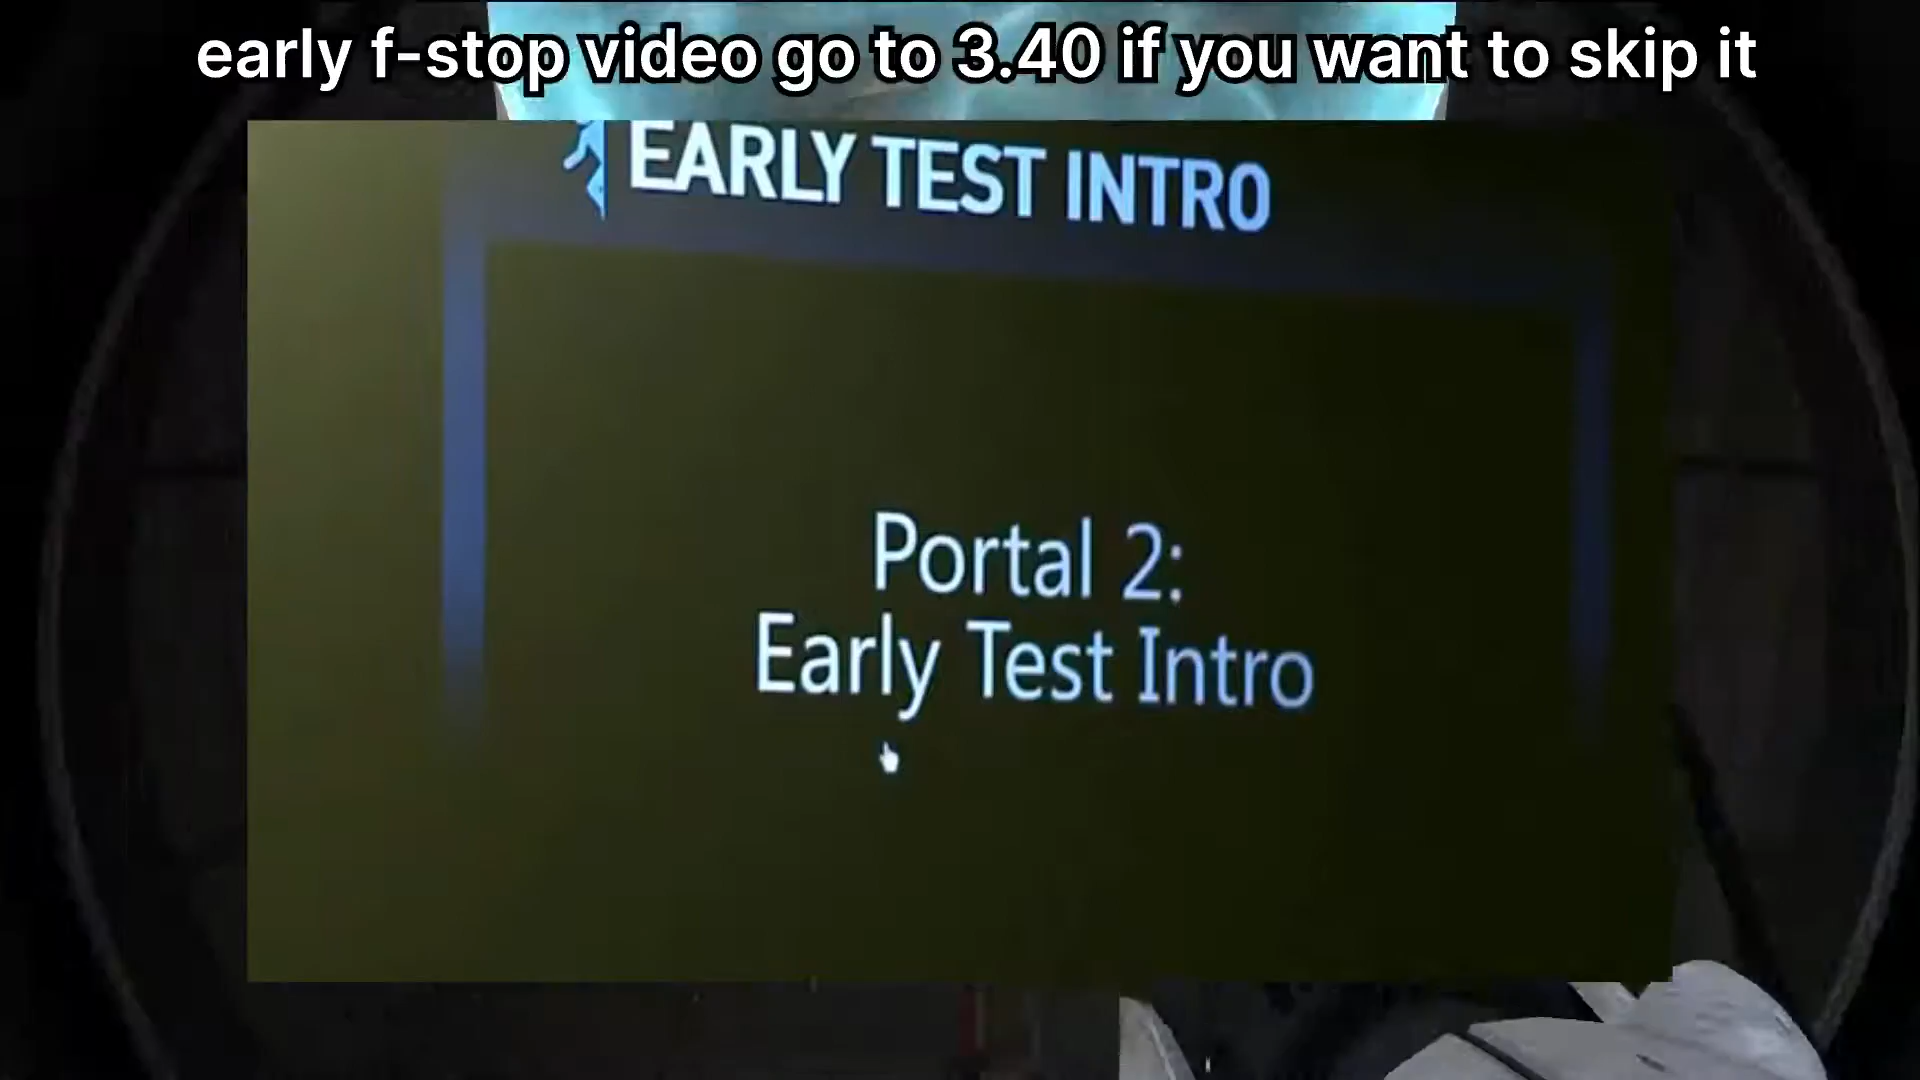 early f-stop video go to 3.40 if you want to skip it
EARLY TEST INTRO
Portal 2:
Early Test Intro